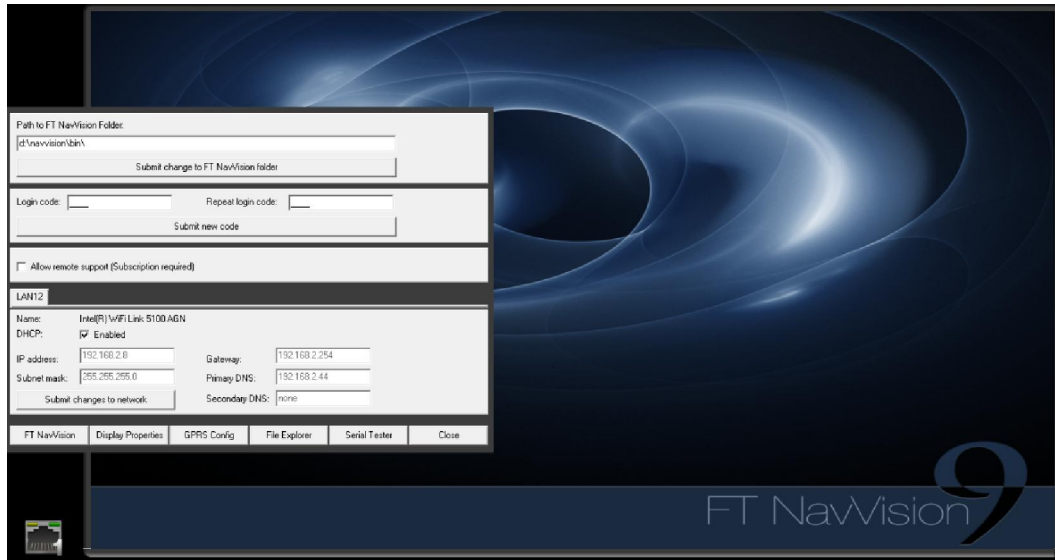 Path to FT NavVision Folder:
d:\navvision\bin\
Submit change to FT NavVision folder
Login code: ___ Repeat login code: ___
Submit new code
Allow remote support (Subscription required)
LAN12
Name: Intel(R) WiFi Link 5100 AGN
DHCP: Enabled
IP address: 192.168.2.8 Gateway: 192.168.2.254
Subnet mask: 255.255.255.0 Primary DNS: 192.168.2.44
Submit changes to network Secondary DNS: none
FT NavVision Display Properties GPRS Config File Explorer Serial Tester Close
FT NavVision 9